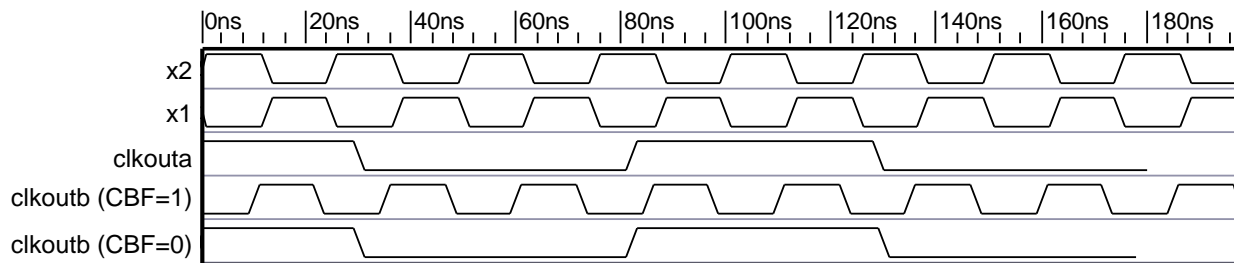 0ns 20ns 40ns 60ns 80ns 100ns 120ns 140ns 160ns 180ns
x2
x1
clkouta
clkoutb (CBF=1)
clkoutb (CBF=0)